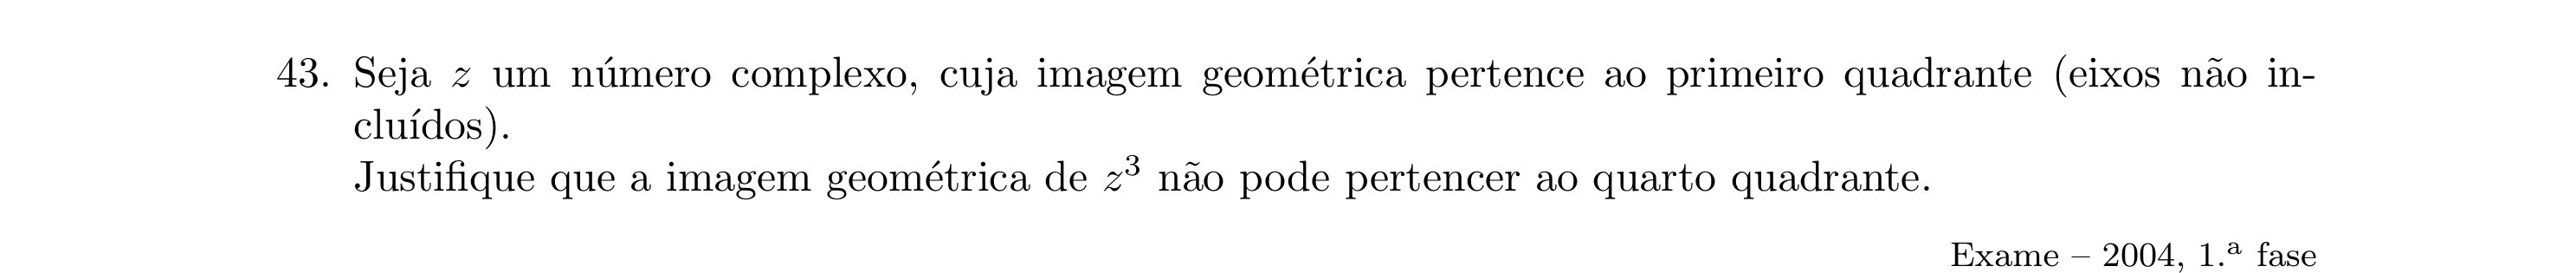 43. Seja z um número complexo, cuja imagem geométrica pertence ao primeiro quadrante (eixos não in-
cluídos).
Justifique que a imagem geométrica de z³ não pode pertencer ao quarto quadrante.
Exame – 2004, 1.ª fase